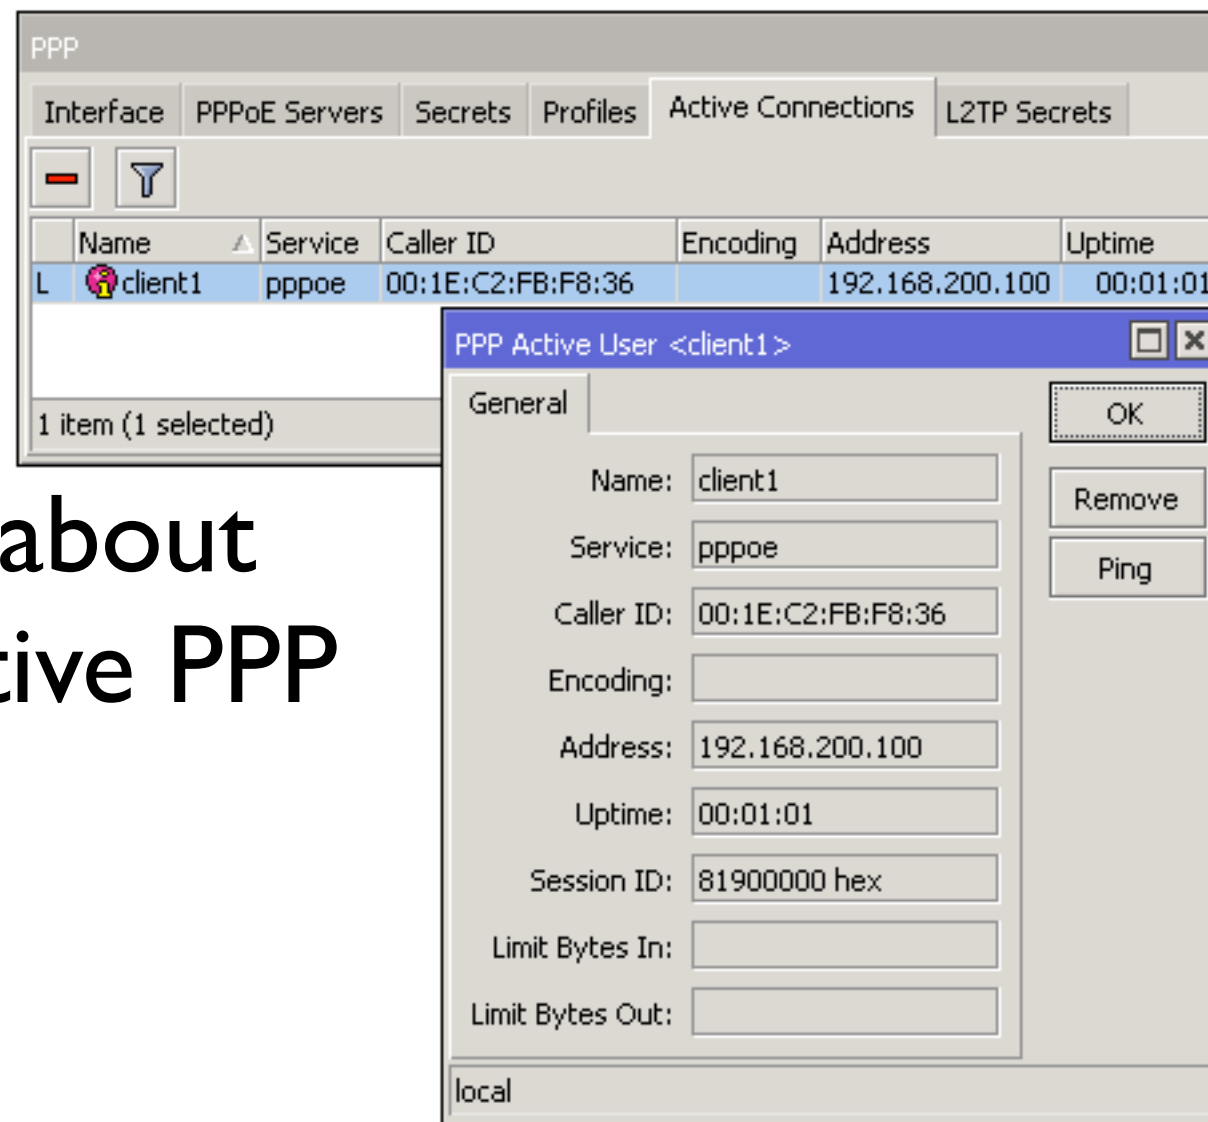 PPP
Interface PPPoE Servers Secrets Profiles Active Connections L2TP Secrets
Name Service Caller ID Encoding Address Uptime
L client1 pppoe 00:1E:C2:FB:F8:36 192.168.200.100 00:01:01
1 item (1 selected)
PPP Active User <client1>
General
OK
Name: client1
Remove
Service: pppoe
Ping
Caller ID: 00:1E:C2:FB:F8:36
Encoding:
Address: 192.168.200.100
Uptime: 00:01:01
Session ID: 81900000 hex
Limit Bytes In:
Limit Bytes Out:
local
about
tive PPP